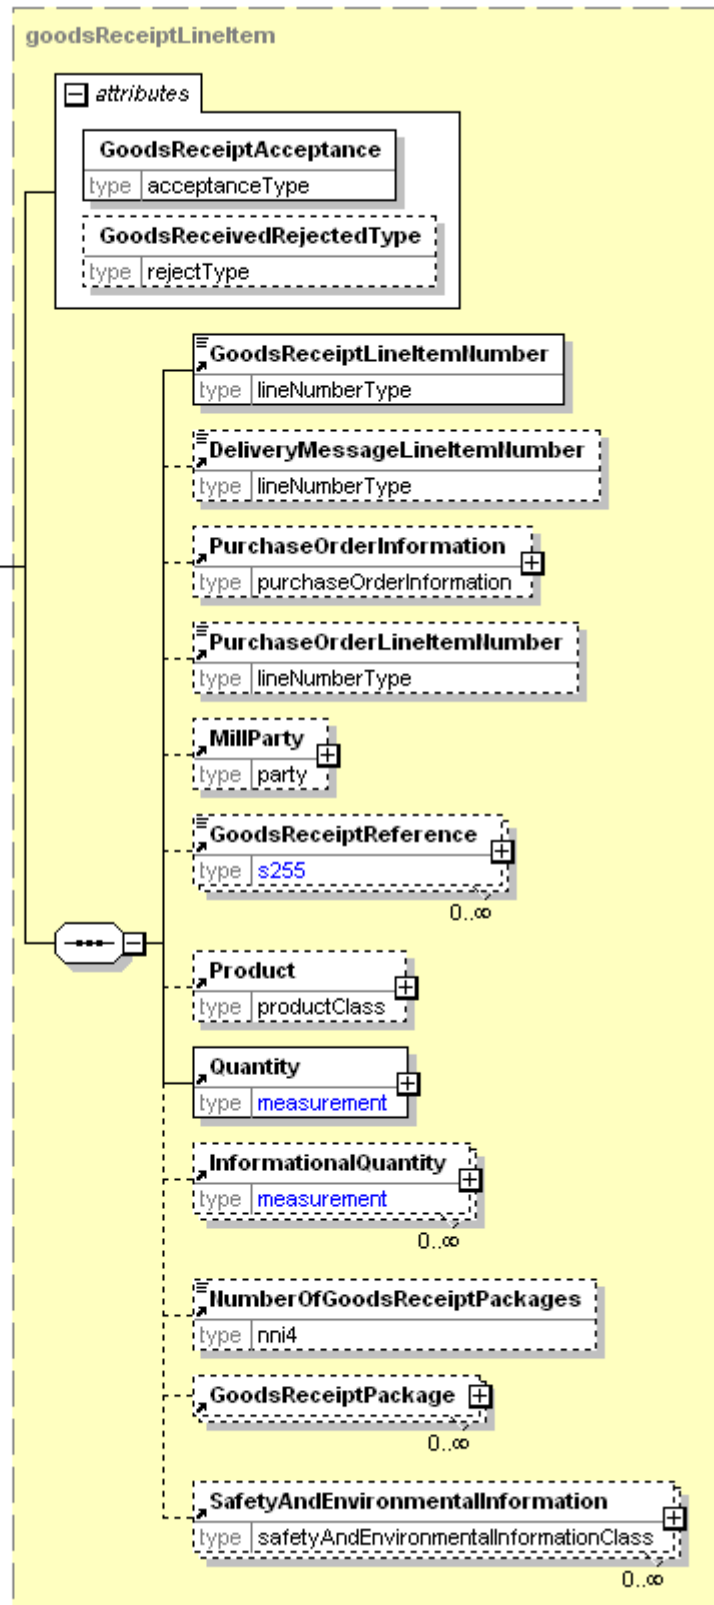 goodsReceiptLineItem
attributes
GoodsReceiptAcceptance
type acceptanceType
GoodsReceivedRejectedType
type rejectType
GoodsReceiptLineItemNumber
type lineNumberType
DeliveryMessageLineItemNumber
type lineNumberType
PurchaseOrderInformation
type purchaseOrderInformation
PurchaseOrderLineItemNumber
type lineNumberType
MillParty
type party
GoodsReceiptReference
type s255
0..∞
Product
type productClass
Quantity
type measurement
InformationalQuantity
type measurement
0..∞
NumberOfGoodsReceiptPackages
type nni4
GoodsReceiptPackage
0..∞
SafetyAndEnvironmentalInformation
type safetyAndEnvironmentalInformationClass
0..∞